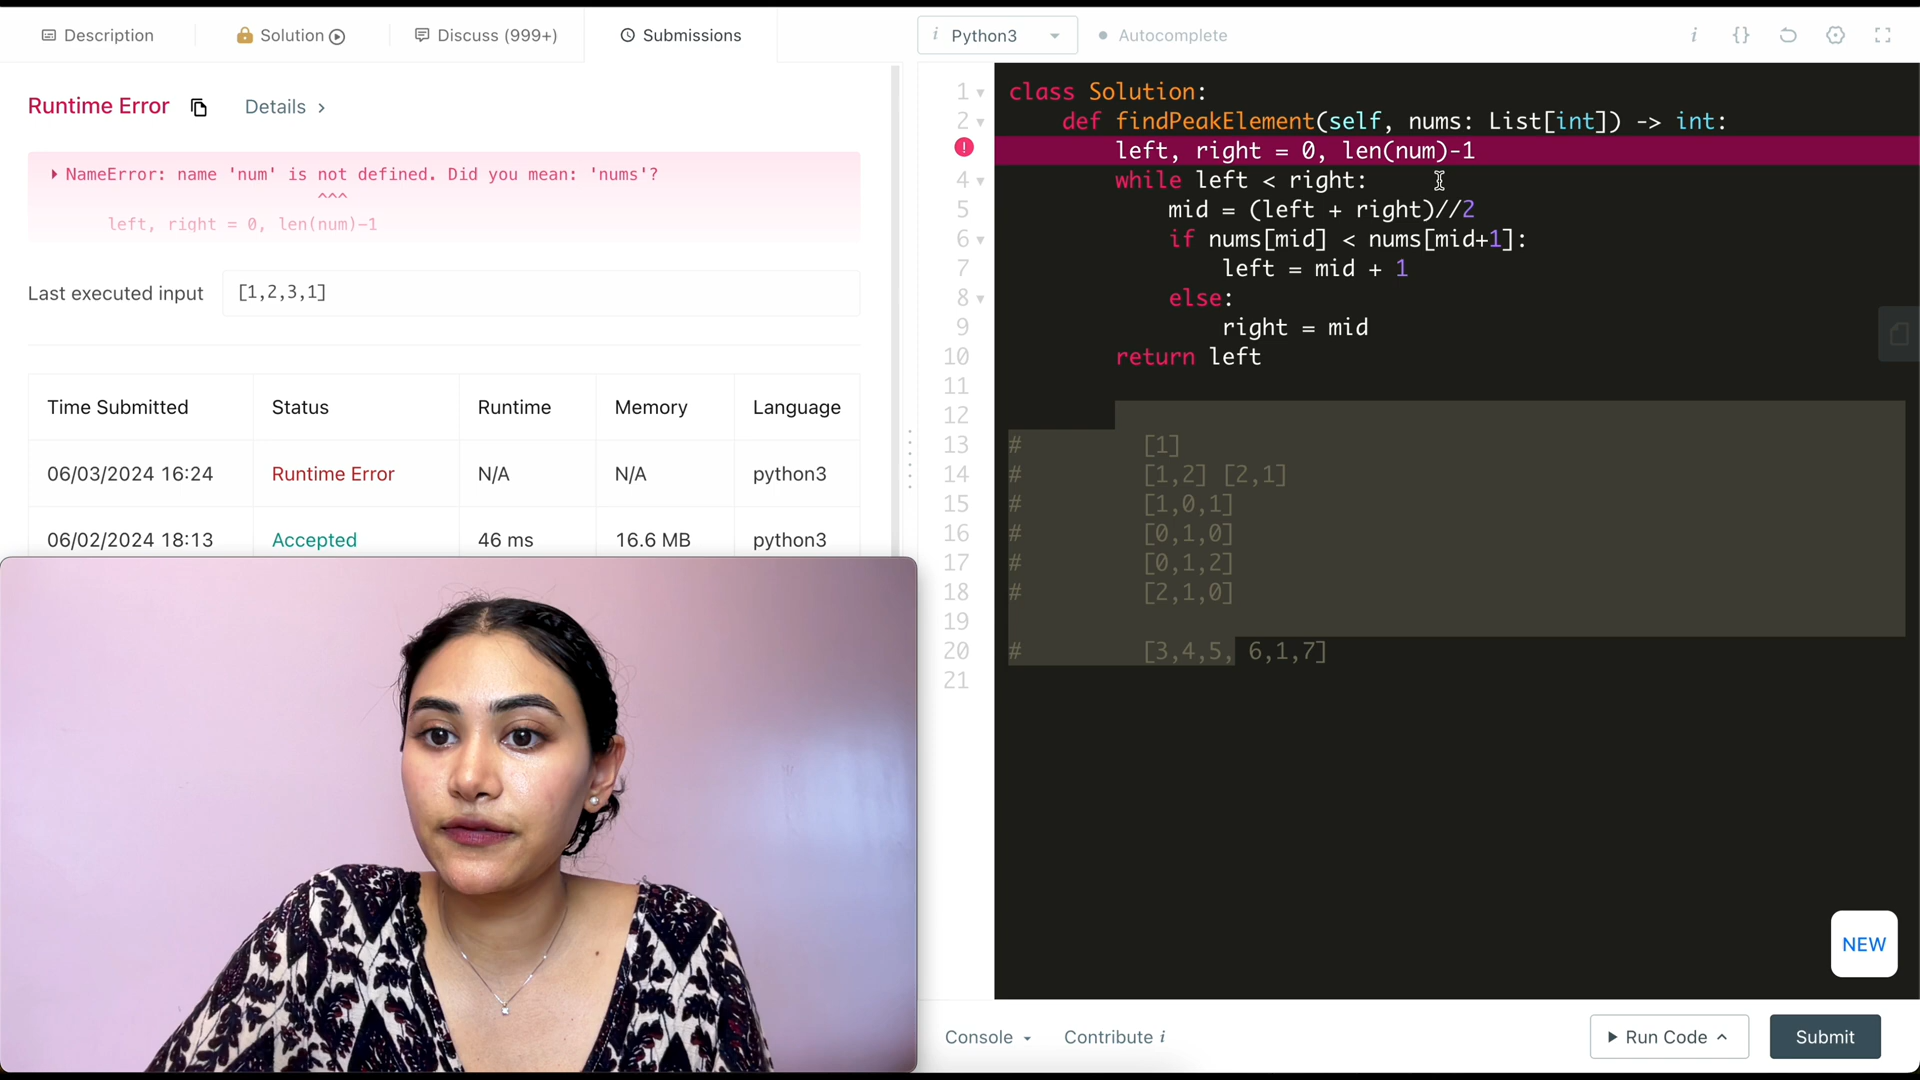 Description
Solution
Discuss (999+)
Submissions
i Python3
Autocomplete
i {}
Runtime Error
Details >
NameError: name 'num' is not defined. Did you mean: 'nums'?
^^^
left, right = 0, len(num)-1
Last executed input
[1,2,3,1]
Time Submitted Status Runtime Memory Language
06/03/2024 16:24 Runtime Error N/A N/A python3
06/02/2024 18:13 Accepted 46 ms 16.6 MB python3
1 class Solution:
2 def findPeakElement(self, nums: List[int]) -> int:
! left, right = 0, len(num)-1
4 while left < right:
5 mid = (left + right)//2
6 if nums[mid] < nums[mid+1]:
7 left = mid + 1
8 else:
9 right = mid
10 return left
11
12
13 # [1]
14 # [1,2] [2,1]
15 # [1,0,1]
16 # [0,1,0]
17 # [0,1,2]
18 # [2,1,0]
19
20 # [3,4,5, 6,1,7]
21
NEW
Console
Contribute i
Run Code
Submit